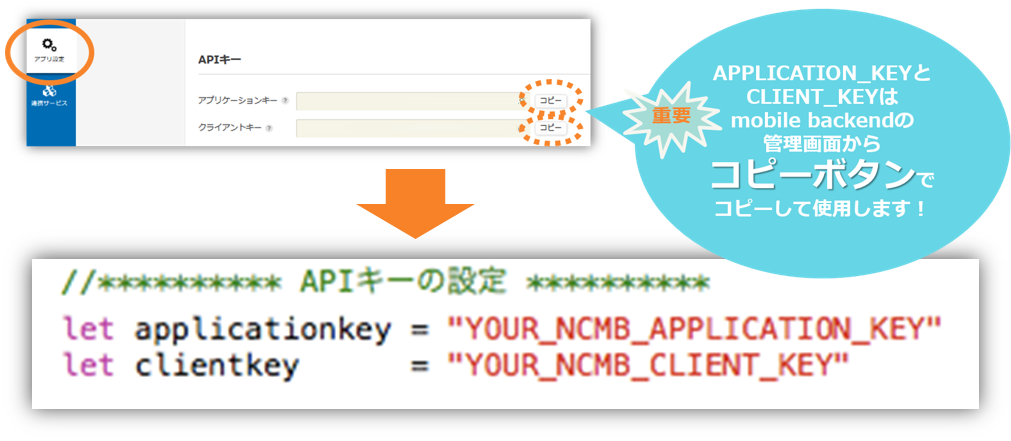 アプリ設定
連携サービス
APIキー
アプリケーションキー ? コピー
クライアントキー ? コピー
重要
APPLICATION_KEYと
CLIENT_KEYは
mobile backendの
管理画面から
コピーボタンで
コピーして使用します！
//********** APIキーの設定 **********
let applicationkey = "YOUR_NCMB_APPLICATION_KEY"
let clientkey = "YOUR_NCMB_CLIENT_KEY"